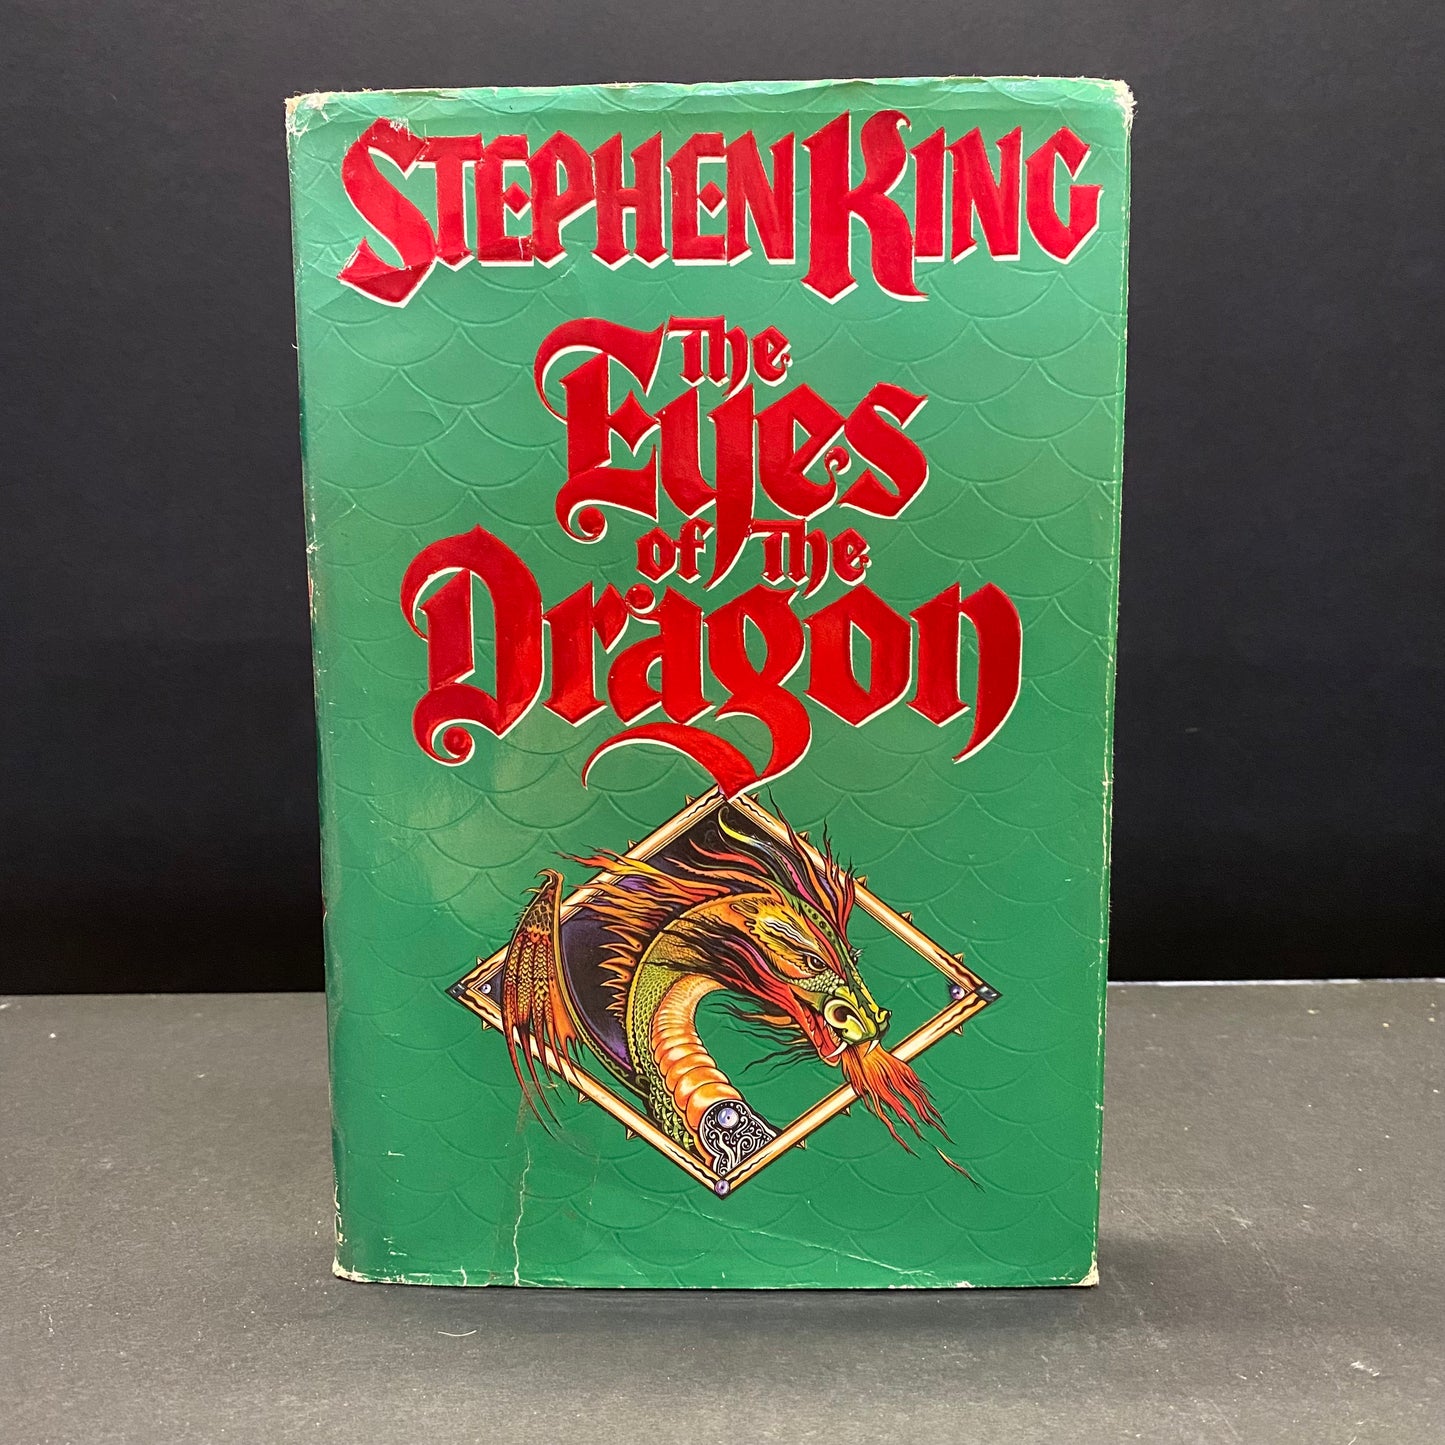 STEPHEN KING
The
Eyes
of the
Dragon